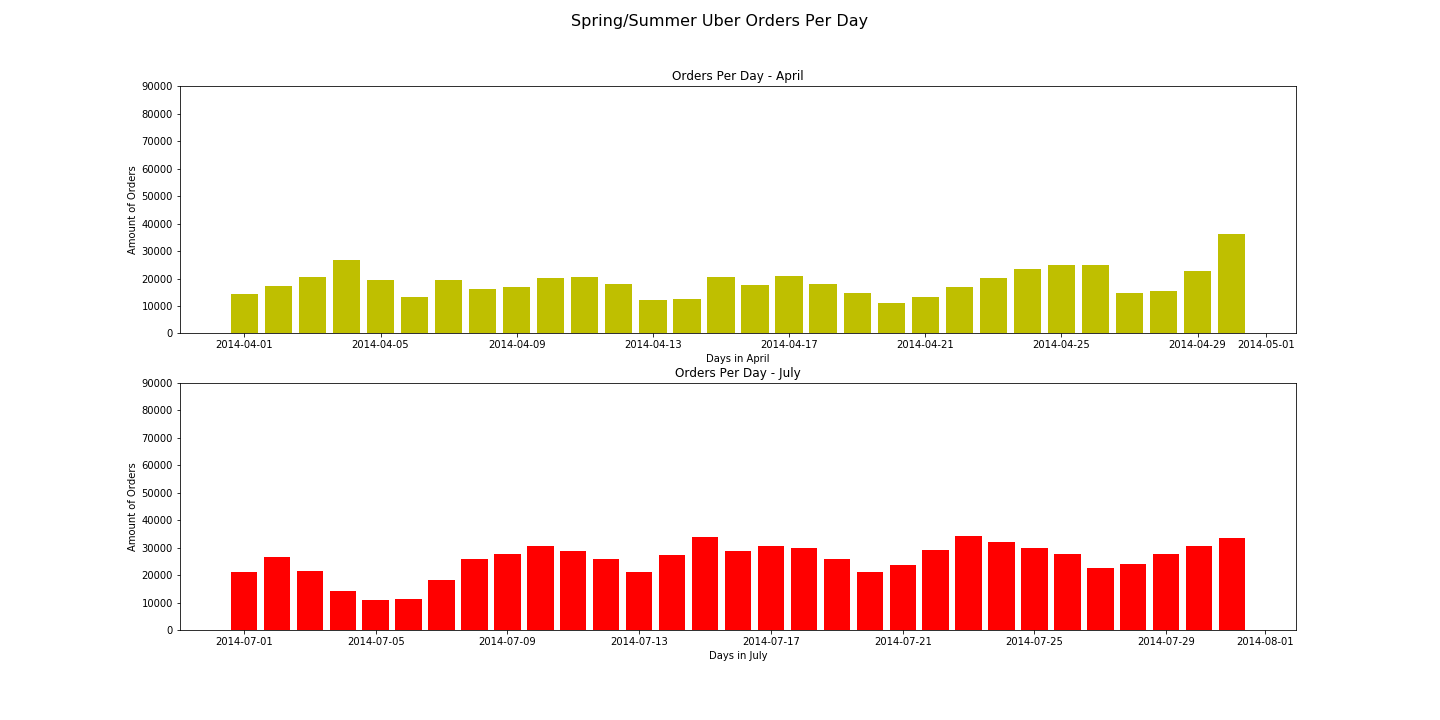 Spring/Summer Uber Orders Per Day
Orders Per Day - April
90000
80000
70000
60000
50000
40000
30000
20000
10000
0
Amount of Orders
2014-04-01 2014-04-05 2014-04-09 2014-04-13 2014-04-17 2014-04-21 2014-04-25 2014-04-29 2014-05-01
Days in April
Orders Per Day - July
90000
80000
70000
60000
50000
40000
30000
20000
10000
0
Amount of Orders
2014-07-01 2014-07-05 2014-07-09 2014-07-13 2014-07-17 2014-07-21 2014-07-25 2014-07-29 2014-08-01
Days in July